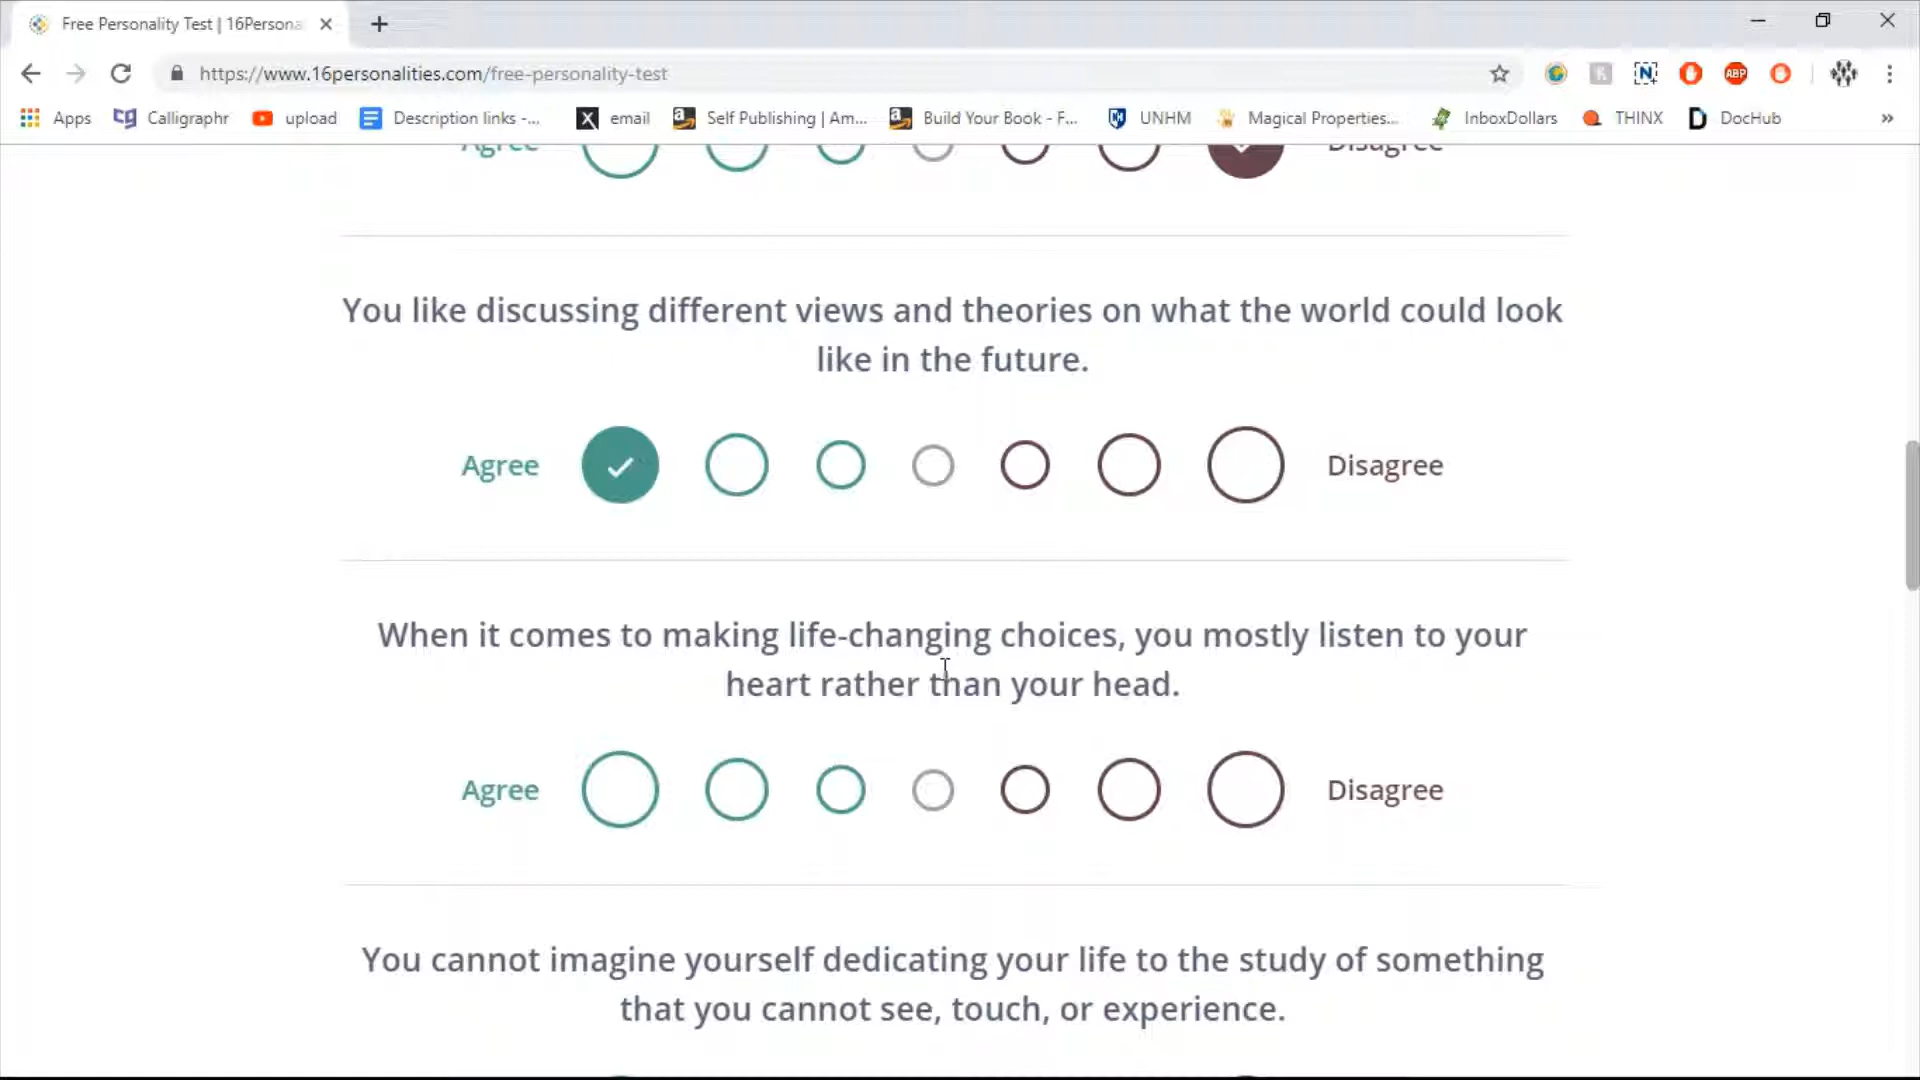 Free Personality Test | 16Persona
https://www.16personalities.com/free-personality-test
Apps Calligraphr upload Description links -... email Self Publishing | Am... Build Your Book - F... UNHM Magical Properties... InboxDollars THINX DocHub »
Agree Disagree
You like discussing different views and theories on what the world could look
like in the future.
Agree Disagree
When it comes to making life-changing choices, you mostly listen to your
heart rather than your head.
Agree Disagree
You cannot imagine yourself dedicating your life to the study of something
that you cannot see, touch, or experience.